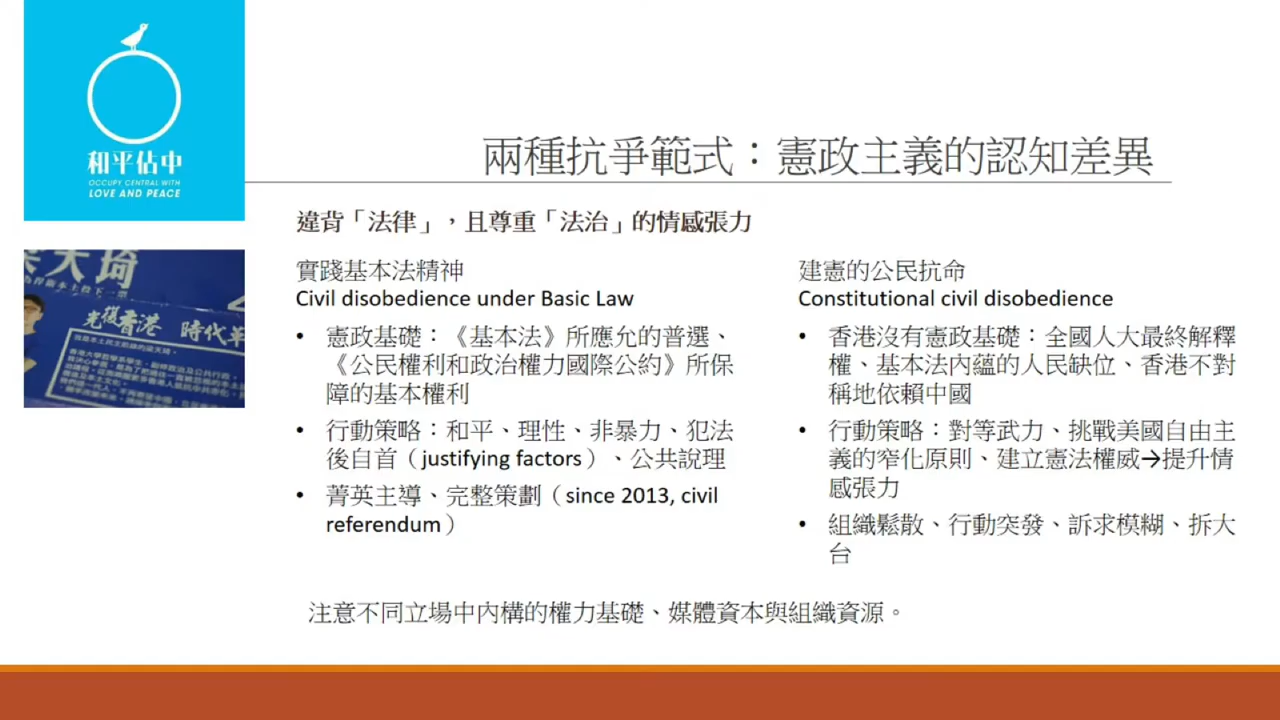 和平佔中
OCCUPY CENTRAL WITH
LOVE AND PEACE
兩種抗爭範式：憲政主義的認知差異
違背「法律」，且尊重「法治」的情感張力
實踐基本法精神
Civil disobedience under Basic Law
• 憲政基礎：《基本法》所應允的普選、
《公民權利和政治權力國際公約》所保
障的基本權利
• 行動策略：和平、理性、非暴力、犯法
後自首（justifying factors）、公共說理
• 菁英主導、完整策劃（since 2013, civil
referendum）
建憲的公民抗命
Constitutional civil disobedience
• 香港沒有憲政基礎：全國人大最終解釋
權、基本法內蘊的人民缺位、香港不對
稱地依賴中國
• 行動策略：對等武力、挑戰美國自由主
義的窄化原則、建立憲法權威→提升情
感張力
• 組織鬆散、行動突發、訴求模糊、拆大
台
注意不同立場中內構的權力基礎、媒體資本與組織資源。
天琦
光復香港 時代革